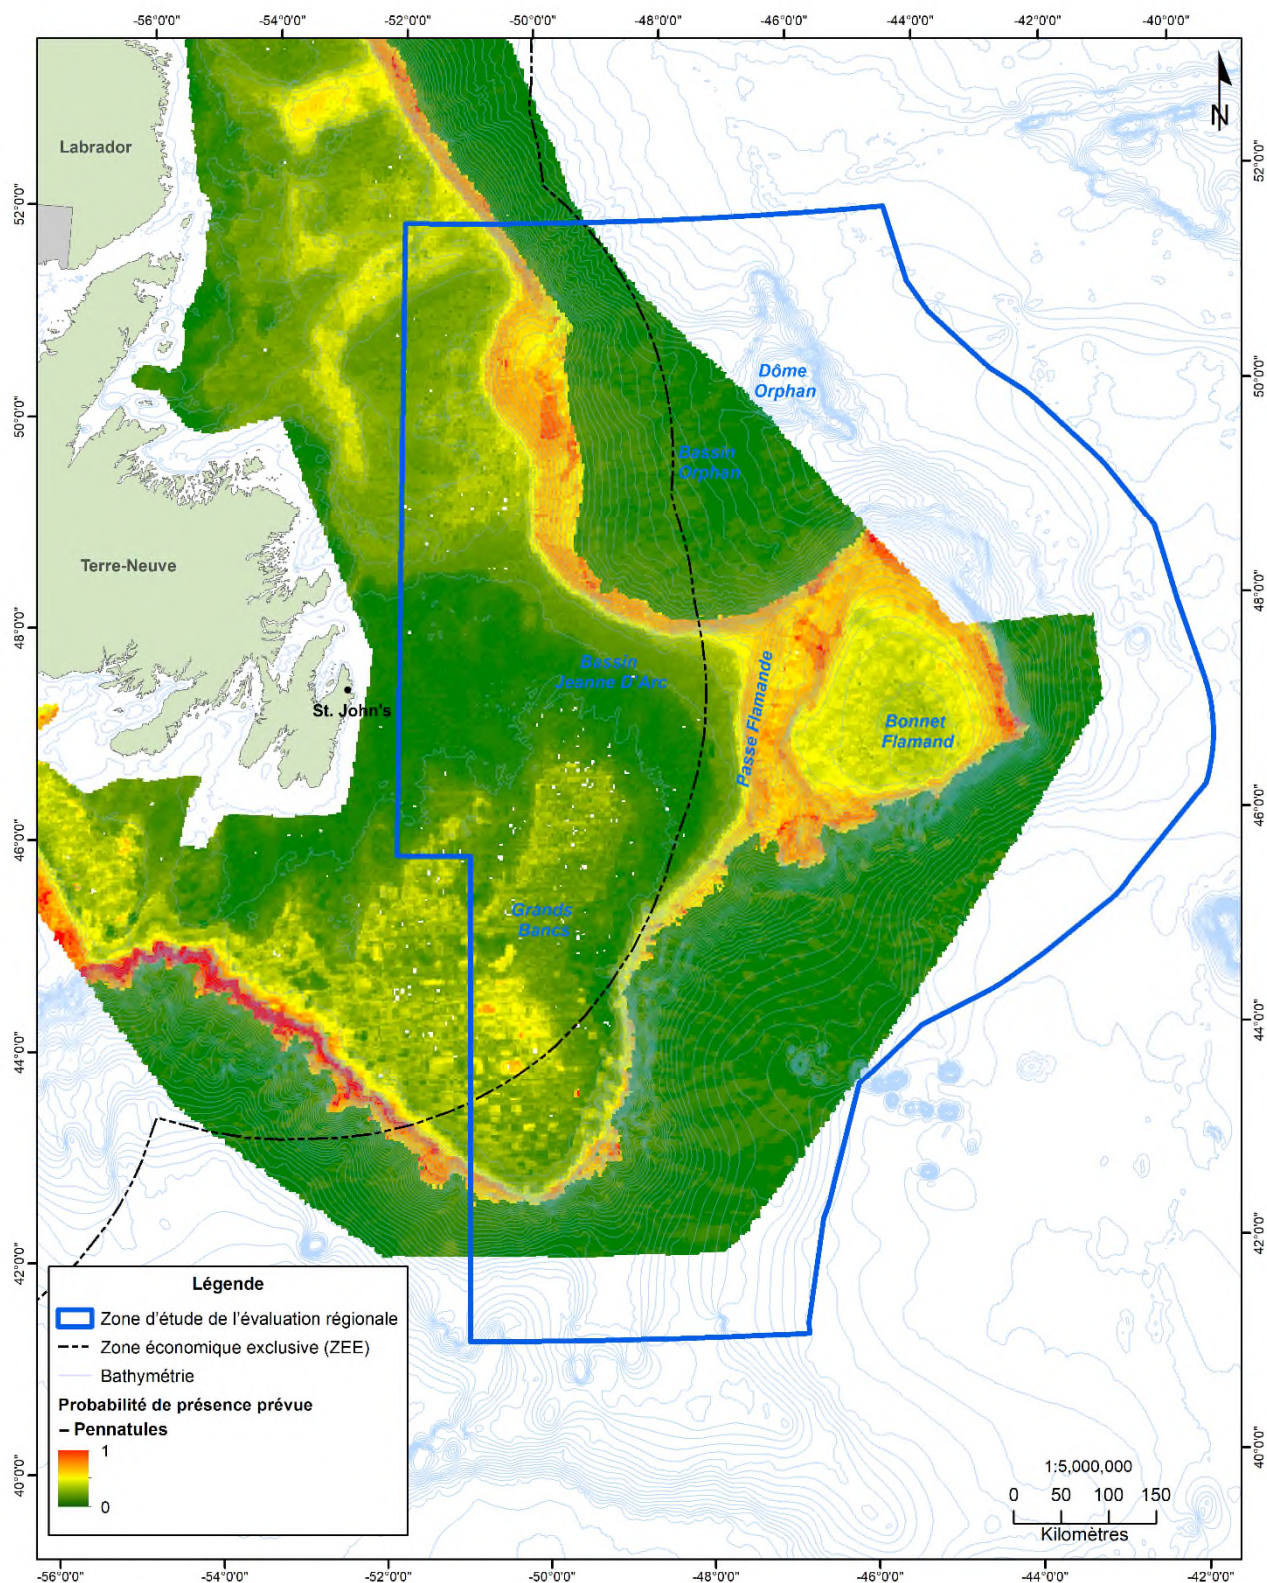 -56°0'0" -54°0'0" -52°0'0" -50°0'0" -48°0'0" -46°0'0" -44°0'0" -42°0'0" -40°0'0"
N
Labrador
52°0'0"
52°0'0"
Dôme
Orphan
50°0'0"
50°0'0"
Bassin
Orphan
Terre-Neuve
48°0'0"
48°0'0"
Bassin
Jeanne D'Arc
St. John's
Passe Flamande
Bonnet
Flamand
46°0'0"
46°0'0"
Grands
Bancs
44°0'0"
44°0'0"
42°0'0"
42°0'0"
Légende
Zone d'étude de l'évaluation régionale
Zone économique exclusive (ZEE)
Bathymétrie
Probabilité de présence prévue
– Pennatules
1
0
40°0'0"
40°0'0"
1:5,000,000
0 50 100 150
Kilomètres
-56°0'0" -54°0'0" -52°0'0" -50°0'0" -48°0'0" -46°0'0" -44°0'0" -42°0'0"